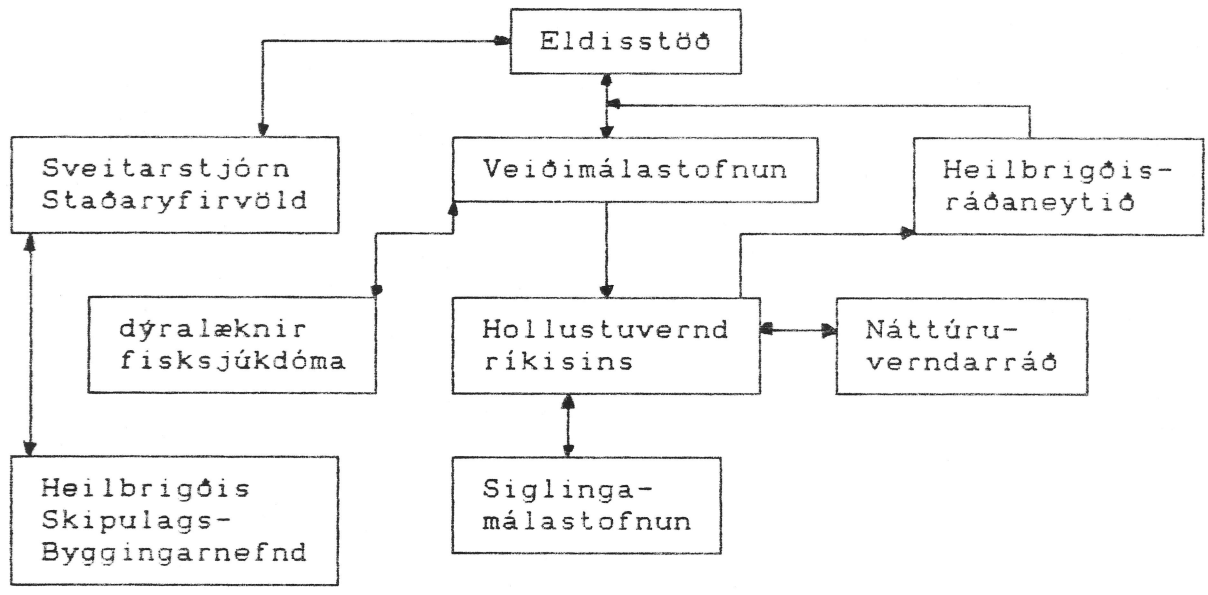 Eldisstöð
Sveitarstjórn
Staðaryfirvöld
Veiðimálastofnun
Heilbrigðis-
ráðaneytið
dýralæknir
fisksjúkdóma
Hollustuvernd
ríkisins
Náttúru-
verndarráð
Heilbrigðis
Skipulags-
Byggingarnefnd
Siglinga-
málastofnun